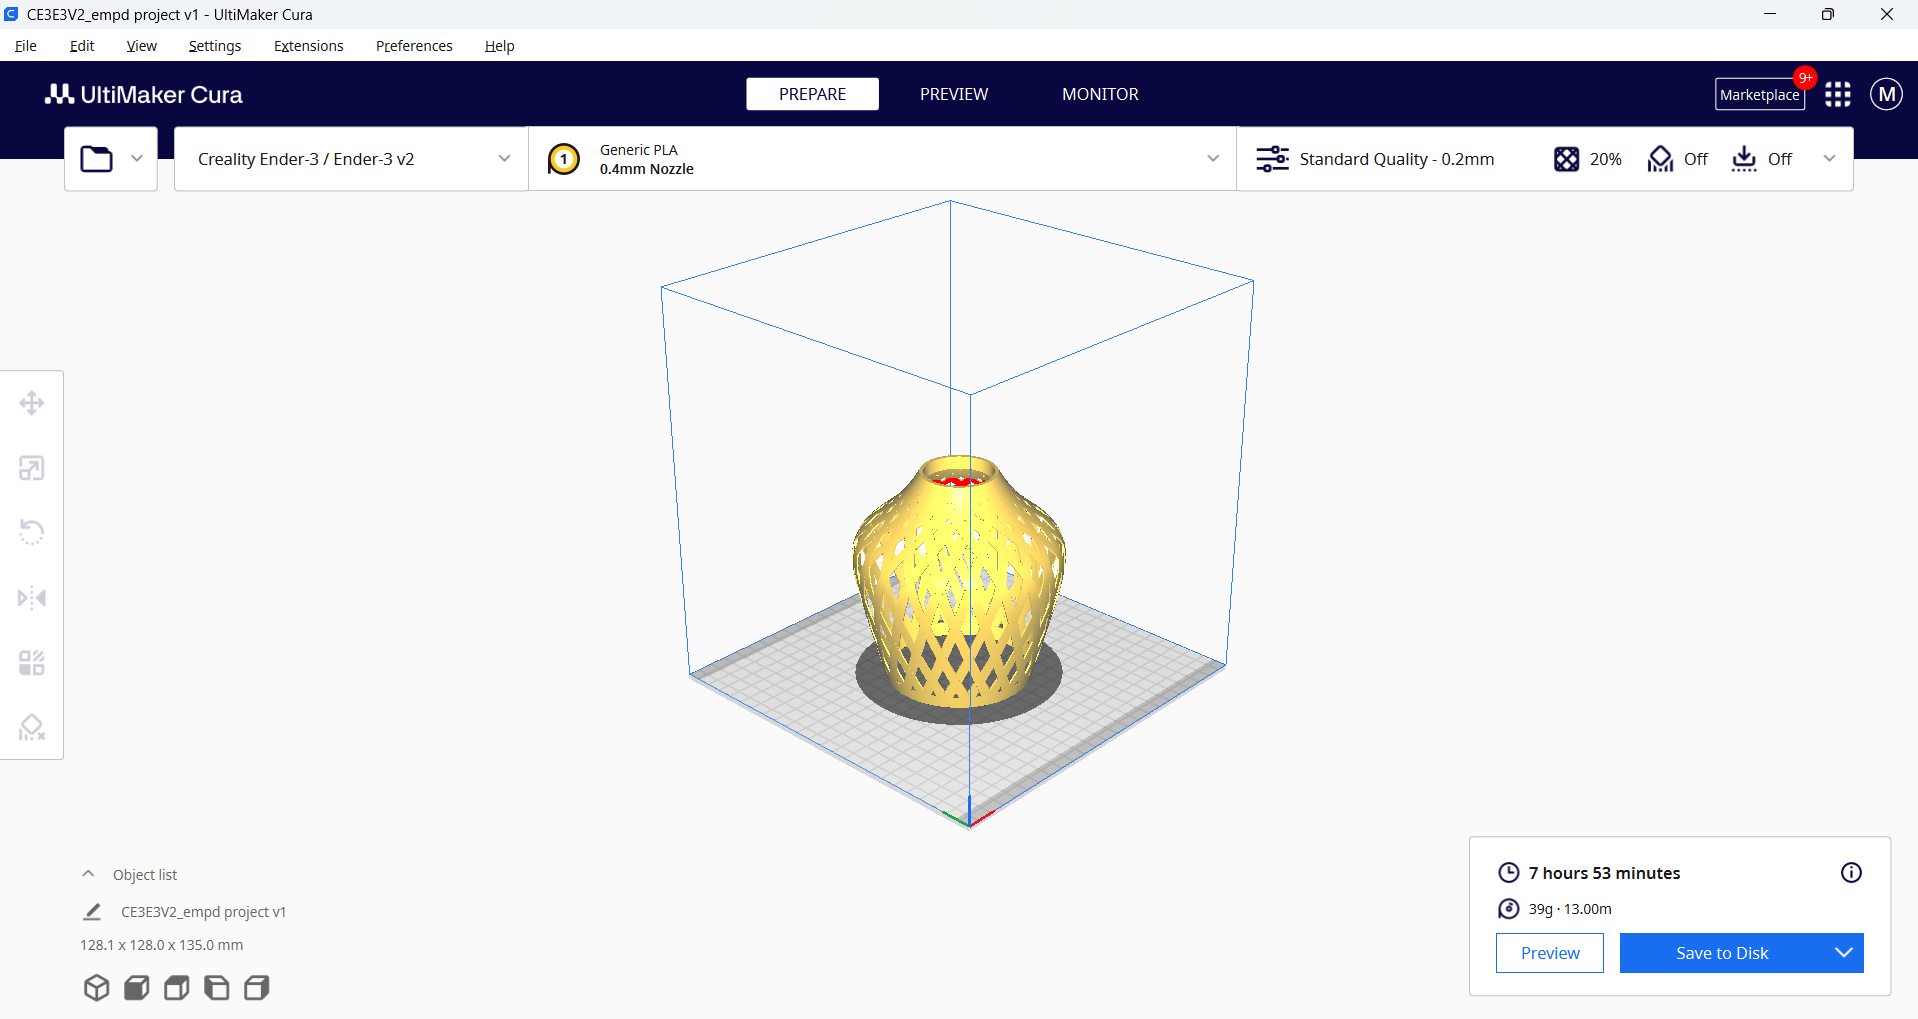 CE3E3V2_empd project v1 - UltiMaker Cura
File Edit View Settings Extensions Preferences Help
UltiMaker Cura
PREPARE PREVIEW MONITOR
Marketplace 9+ M
Creality Ender-3 / Ender-3 v2
1 Generic PLA
0.4mm Nozzle
Standard Quality - 0.2mm 20% Off Off
Object list
CE3E3V2_empd project v1
128.1 x 128.0 x 135.0 mm
7 hours 53 minutes
39g · 13.00m
Preview Save to Disk